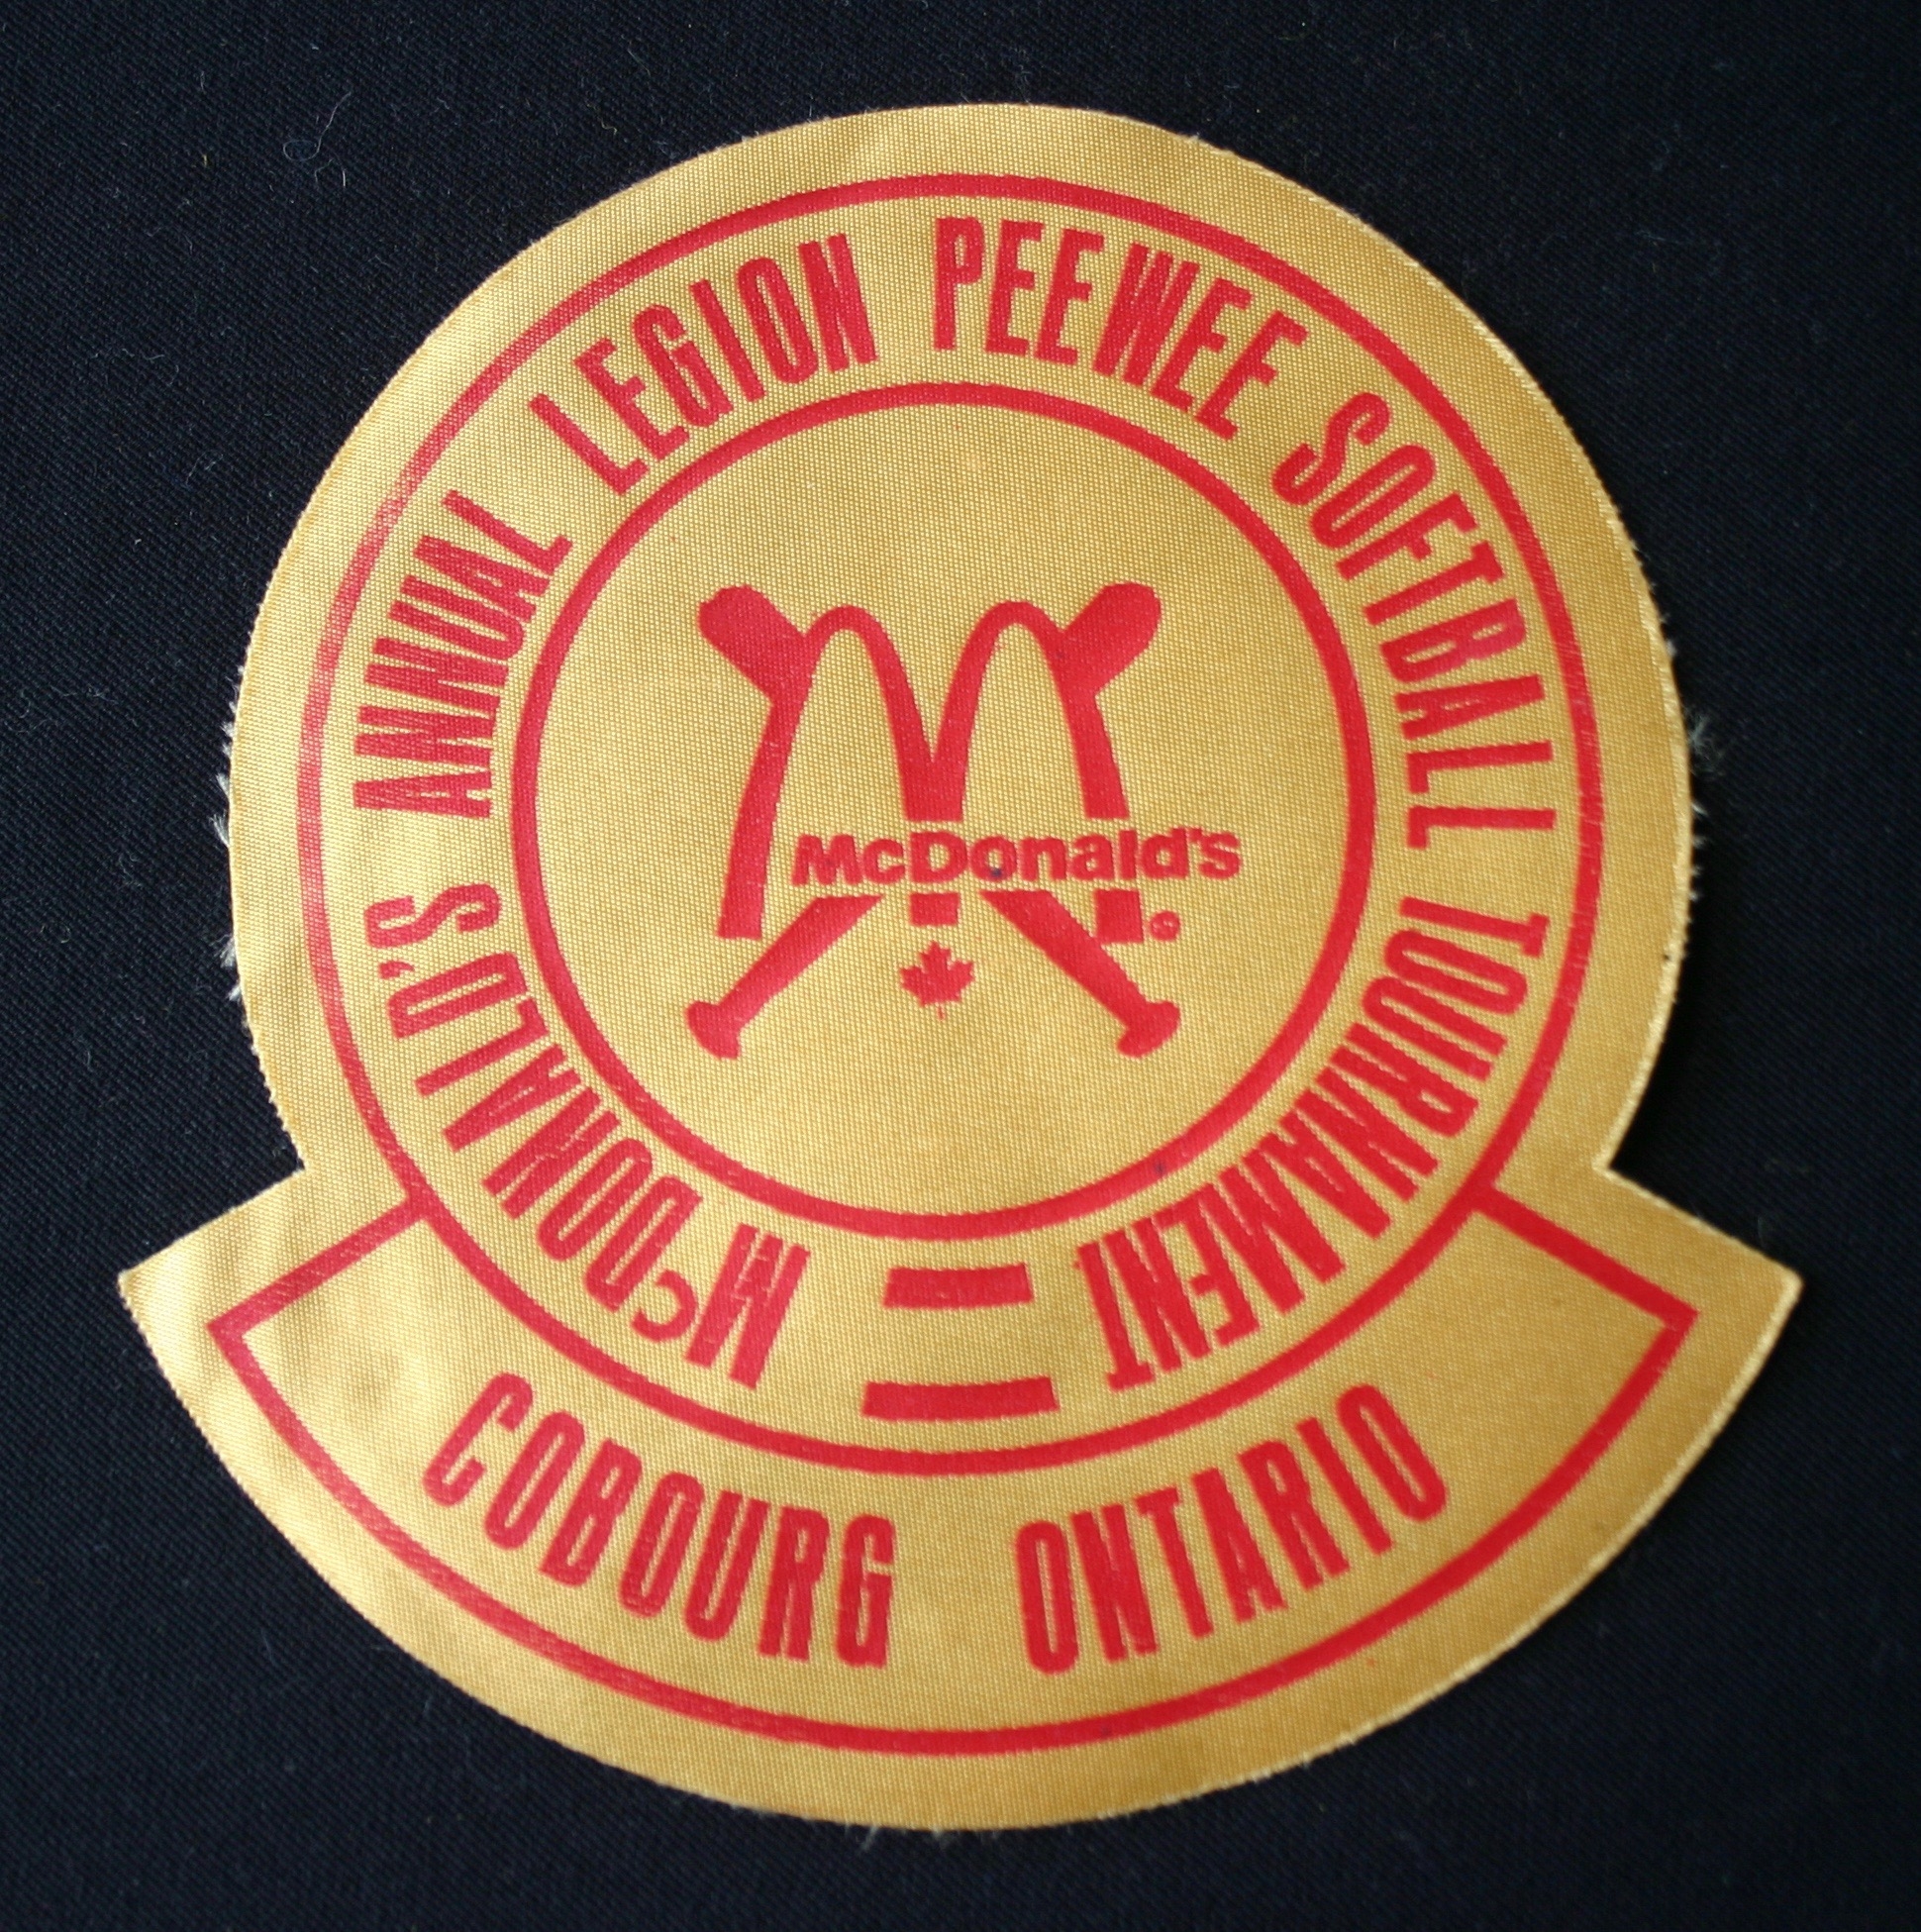 McDONALD'S ANNUAL LEGION PEEWEE SOFTBALL TOURNAMENT
McDonald's
COBOURG ONTARIO